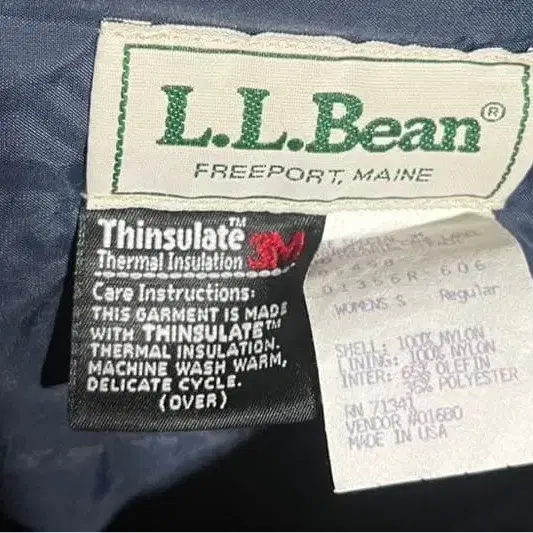 L.L.Bean®
FREEPORT, MAINE
Thinsulate™
Thermal Insulation 3M
Care Instructions:
THIS GARMENT IS MADE
WITH THINSULATE™
THERMAL INSULATION.
MACHINE WASH WARM,
DELICATE CYCLE.
(OVER)
01356R 606
WOMENS S Regular
SHELL: 100% NYLON
LINING: 100% NYLON
INTER: 65% OLEFIN
35% POLYESTER
RN 71341
VENDOR #01680
MADE IN USA